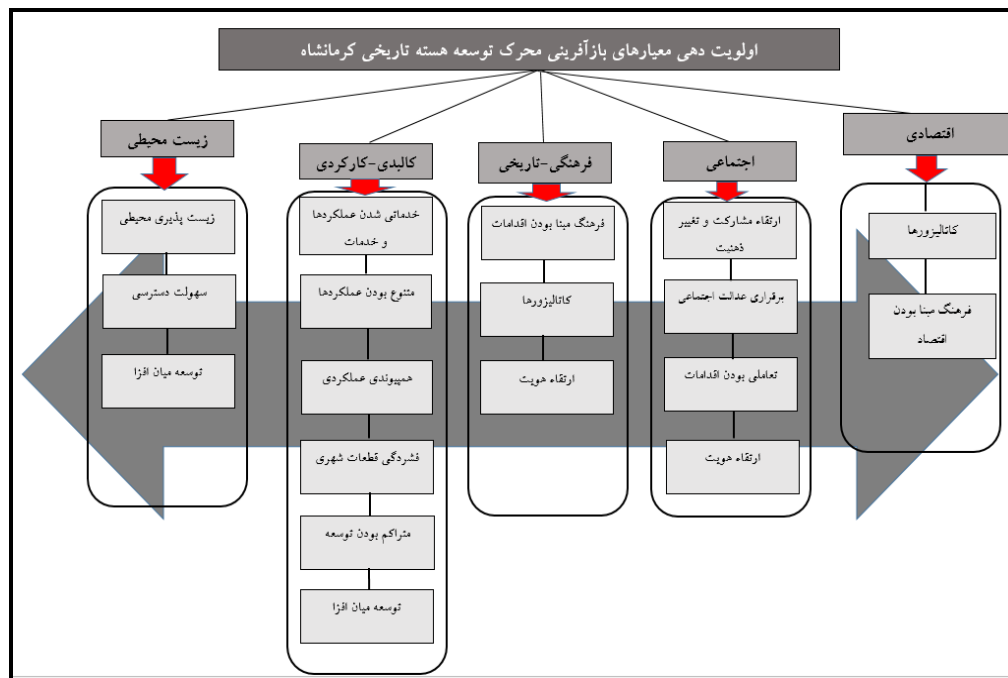 اولویت دهی معیارهای بازآفرینی محرک توسعه هسته تاریخی کرمانشاه
اقتصادی
کاتالیزورها
فرهنگ مبنا بودن
اقتصاد
اجتماعی
ارتقاء مشارکت و تغییر
ذهنیت
برقراری عدالت اجتماعی
تعاملی بودن اقدامات
ارتقاء هویت
فرهنگی-تاریخی
فرهنگ مبنا بودن اقدامات
کاتالیزورها
ارتقاء هویت
کالبدی-کارکردی
خدماتی شدن عملکردها
و خدمات
متنوع بودن عملکردها
همپیوندی عملکردی
فشردگی قطعات شهری
متراکم بودن توسعه
توسعه میان افزا
زیست محیطی
زیست پذیری محیطی
سهولت دسترسی
توسعه میان افزا